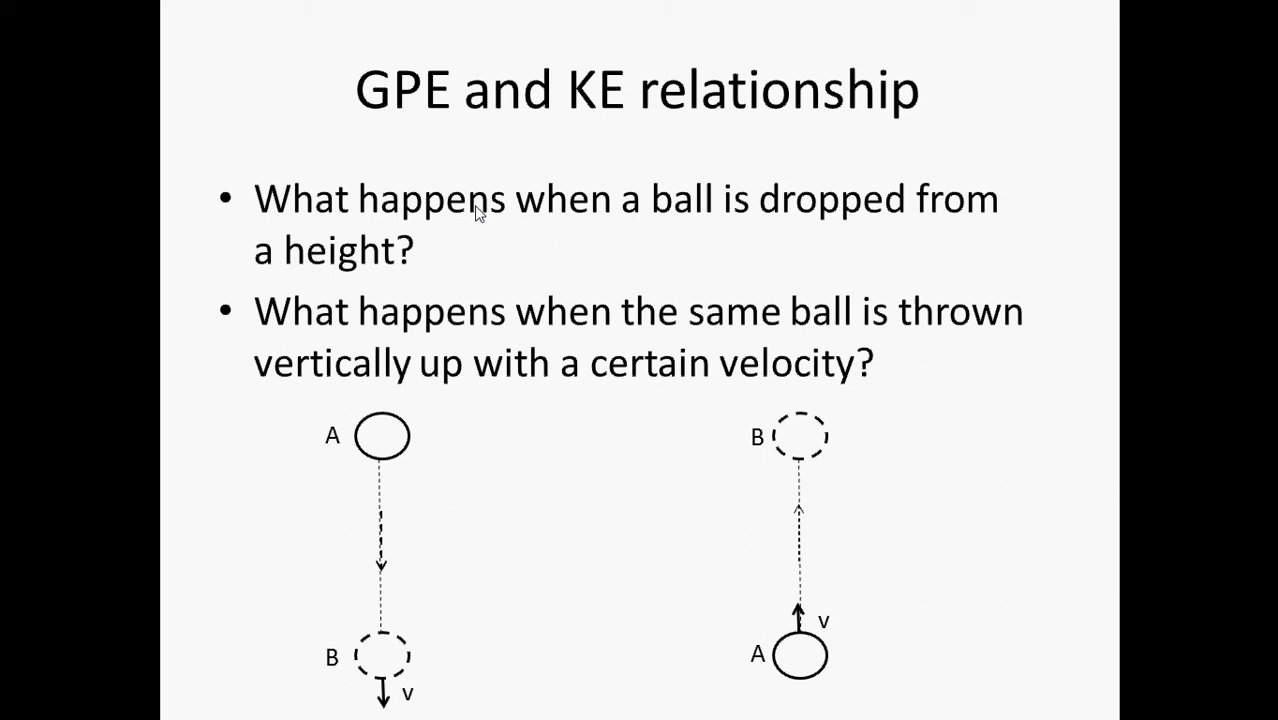 GPE and KE relationship
• What happens when a ball is dropped from
a height?
• What happens when the same ball is thrown
vertically up with a certain velocity?
A
B
B
v
A
v